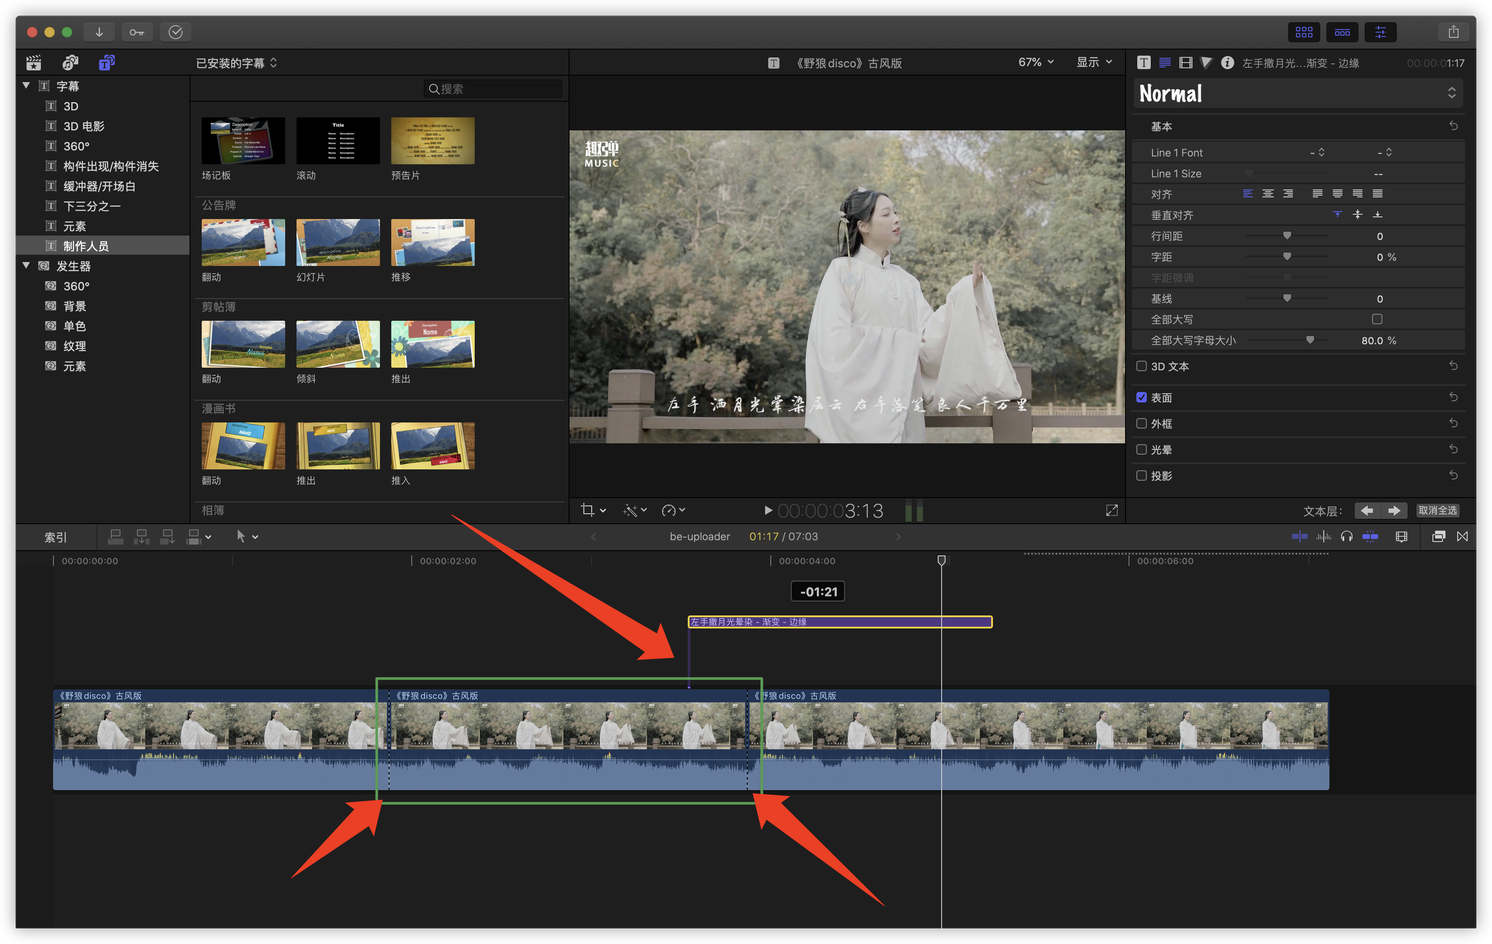 已安装的字幕
《野狼disco》古风版
67%
显示
左手撒月光...渐变 - 边缘
00:00:01:17
字幕
3D
3D 电影
360°
构件出现/构件消失
缓冲器/开场白
下三分之一
元素
制作人员
发生器
360°
背景
单色
纹理
元素
搜索
场记板
滚动
预告片
公告牌
翻动
幻灯片
推移
剪帖簿
翻动
倾斜
推出
漫画书
翻动
推出
推入
相簿
趣弹
MUSIC
左手 洒月光晕染层云 右手落笔 良人千万里
Normal
基本
Line 1 Font
-
-
Line 1 Size
--
对齐
垂直对齐
行间距
0
字距
0 %
字距微调
基线
0
全部大写
全部大写字母大小
80.0 %
3D 文本
表面
外框
光晕
投影
文本层：
取消全选
00:00:03:13
索引
be-uploader
01:17 / 07:03
00:00:00:00
00:00:02:00
00:00:04:00
00:00:06:00
-01:21
左手撒月光晕染 - 渐变 - 边缘
《野狼disco》古风版
《野狼disco》古风版
《野狼disco》古风版